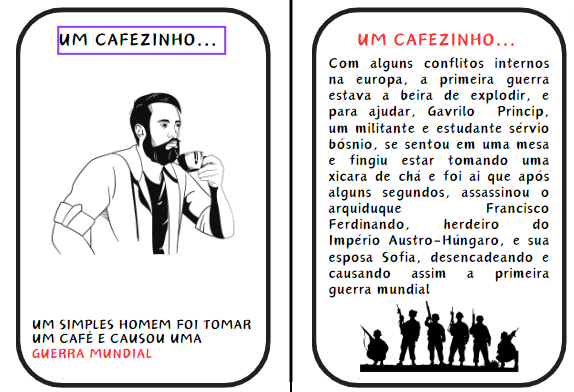 UM CAFEZINHO...
UM SIMPLES HOMEM FOI TOMAR
UM CAFÉ E CAUSOU UMA
GUERRA MUNDIAL
UM CAFEZINHO...
Com alguns conflitos internos
na europa, a primeira guerra
estava a beira de explodir, e
para ajudar, Gavrilo Princip,
um militante e estudante sérvio
bósnio, se sentou em uma mesa
e fingiu estar tomando uma
xicara de chá e foi ai que após
alguns segundos, assassinou o
arquiduque Francisco
Ferdinando, herdeiro do
Império Austro-Húngaro, e sua
esposa Sofia, desencadeando e
causando assim a primeira
guerra mundial